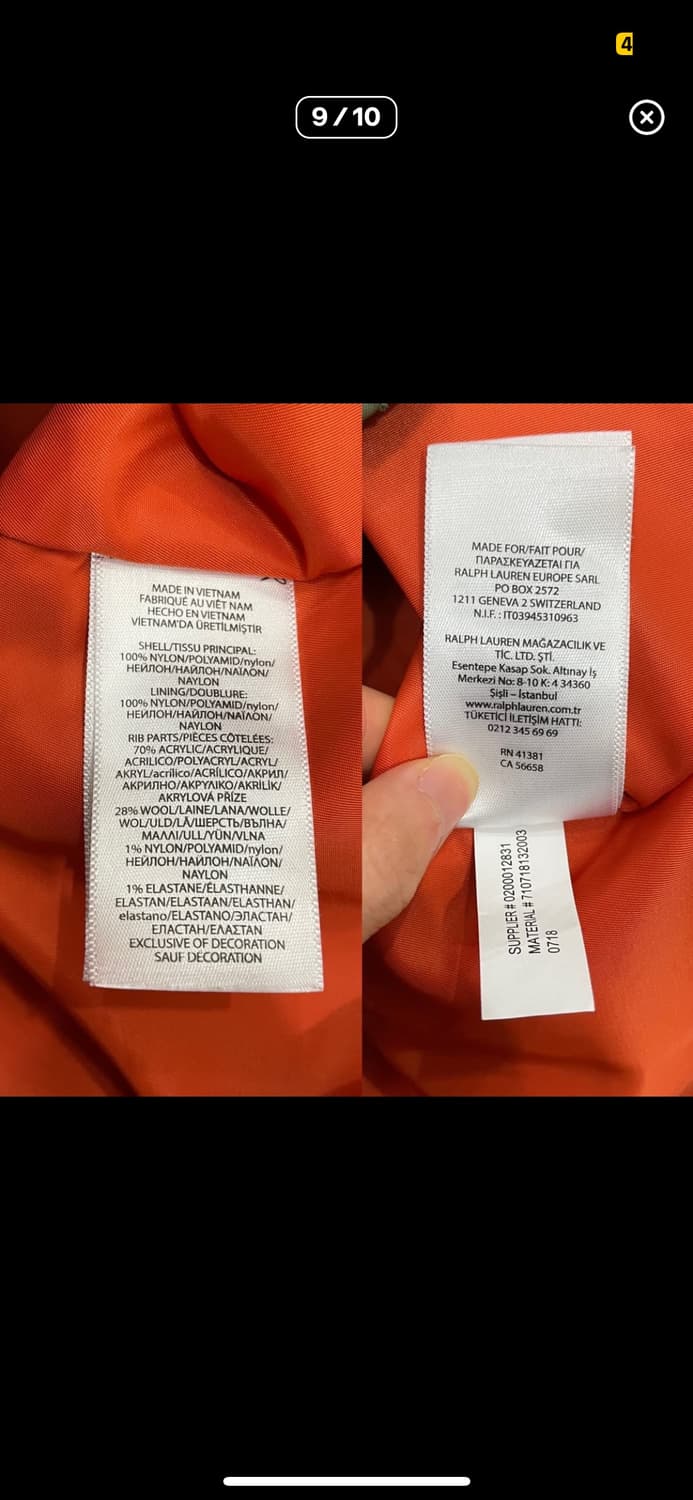 4
9 / 10
MADE IN VIETNAM
FABRIQUÉ AU VIÊT NAM
HECHO EN VIETNAM
VİETNAM'DA ÜRETİLMİŞTİR
SHELL/TISSU PRINCIPAL:
100% NYLON/POLYAMID/nylon/
НЕЙЛОН/НАЙЛОН/ΝΑΪΛΟΝ/
NAYLON
LINING/DOUBLURE:
100% NYLON/POLYAMID/nylon/
НЕЙЛОН/НАЙЛОН/ΝΑΪΛΟΝ/
NAYLON
RIB PARTS/PIÈCES CÔTELÉES:
70% ACRYLIC/ACRYLIQUE/
ACRILICO/POLYACRYL/ACRYL/
AKRYL/acrílico/ACRÍLICO/АКРИЛ/
АКРИЛНО/ΑΚΡΥΛΙΚΟ/AKRİLİK/
AKRYLOVÁ PŘÍZE
28% WOOL/LAINE/LANA/WOLLE/
WOL/ULD/LÃ/ШЕРСТЬ/ВЪЛНА/
ΜΑΛΛΙ/ULL/YÜN/VLNA
1% NYLON/POLYAMID/nylon/
НЕЙЛОН/НАЙЛОН/ΝΑΪΛΟΝ/
NAYLON
1% ELASTANE/ÉLASTHANNE/
ELASTAN/ELASTAAN/ELASTHAN/
elastano/ELASTANO/ЭЛАСТАН/
ЕЛАСТАН/ΕΛΑΣΤΑΝ
EXCLUSIVE OF DECORATION
SAUF DÉCORATION
MADE FOR/FAIT POUR/
ΠΑΡΑΣΚΕΥΑΖΕΤΑΙ ΓΙΑ
RALPH LAUREN EUROPE SARL
PO BOX 2572
1211 GENEVA 2 SWITZERLAND
N.I.F. : IT03945310963
RALPH LAUREN MAĞAZACILIK VE
TİC. LTD. ŞTİ.
Esentepe Kasap Sok. Altınay İş
Merkezi No: 8-10 K: 4 34360
Şişli – İstanbul
www.ralphlauren.com.tr
TÜKETİCİ İLETİŞİM HATTI:
0212 345 69 69
RN 41381
CA 56658
SUPPLIER # 0200012831
MATERIAL # 710718132003
0718